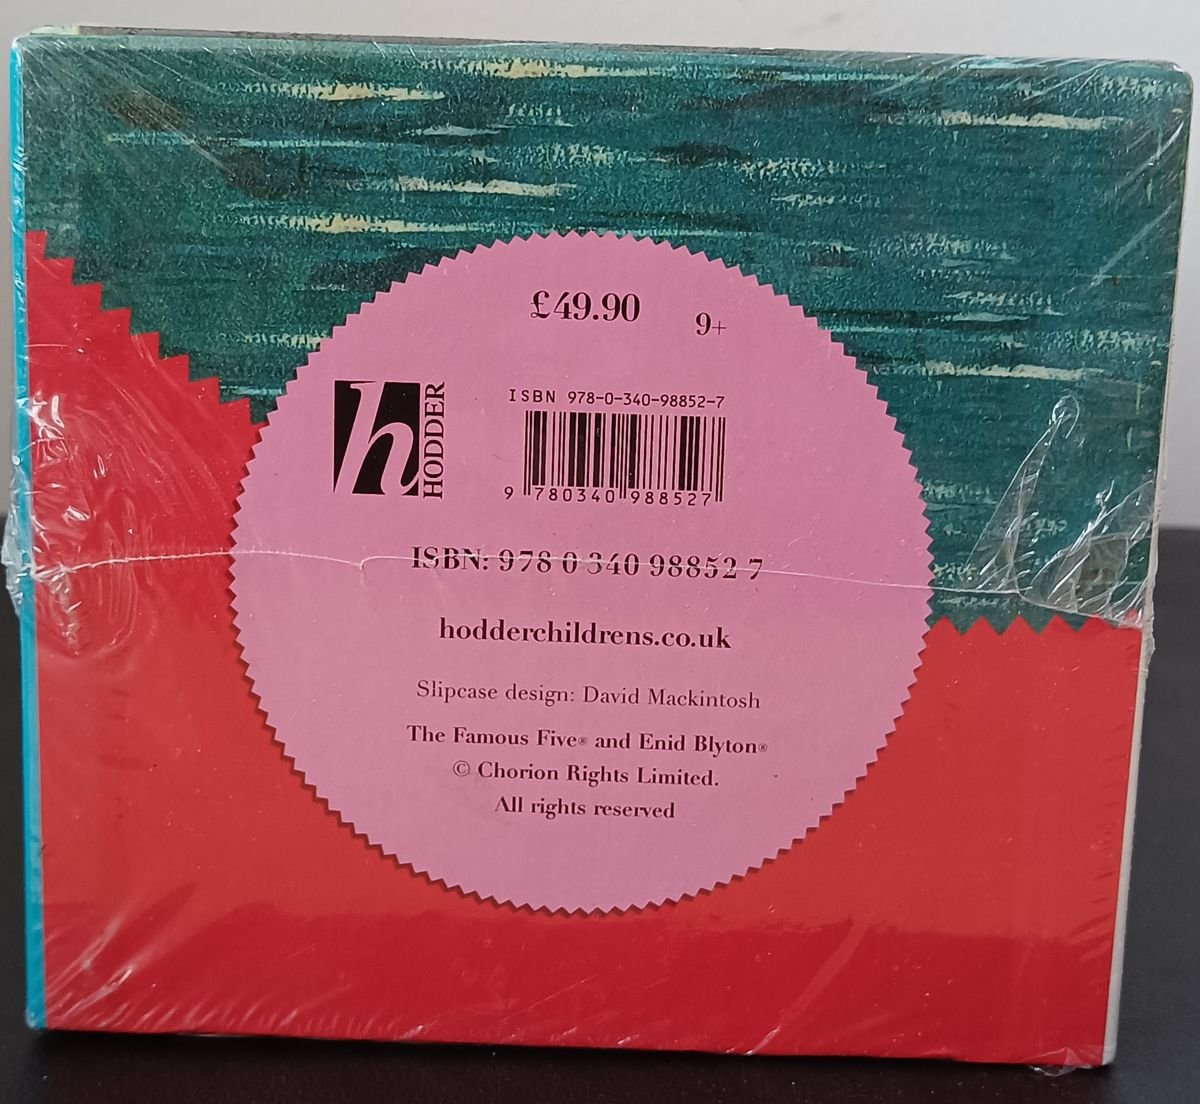 £49.90
9+
h
HODDER
ISBN 978-0-340-98852-7
9 780340 988527
ISBN: 978 0 340 98852 7
hodderchildrens.co.uk
Slipcase design: David Mackintosh
The Famous Five® and Enid Blyton®
© Chorion Rights Limited.
All rights reserved